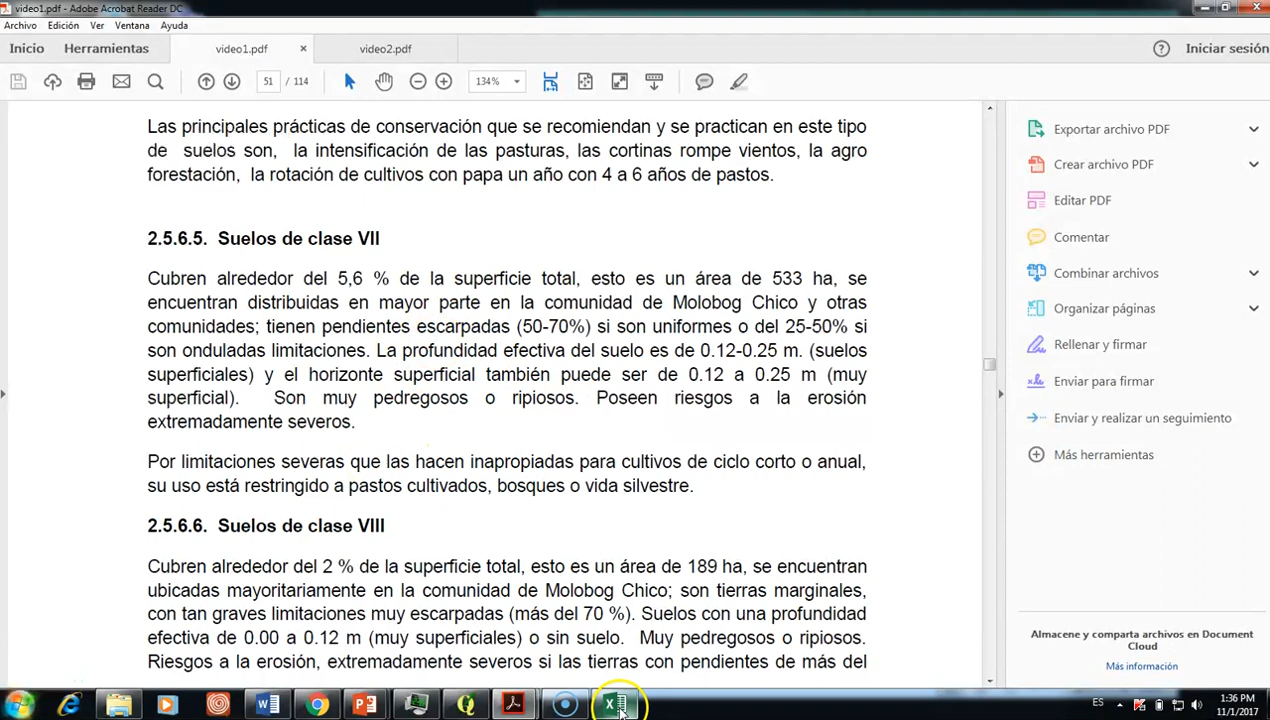 video1.pdf - Adobe Acrobat Reader DC
Archivo Edición Ver Ventana Ayuda
Inicio Herramientas video1.pdf × video2.pdf Iniciar sesión
51 / 114 134%
Las principales prácticas de conservación que se recomiendan y se practican en este tipo
de suelos son, la intensificación de las pasturas, las cortinas rompe vientos, la agro
forestación, la rotación de cultivos con papa un año con 4 a 6 años de pastos.
2.5.6.5. Suelos de clase VII
Cubren alrededor del 5,6 % de la superficie total, esto es un área de 533 ha, se
encuentran distribuidas en mayor parte en la comunidad de Molobog Chico y otras
comunidades; tienen pendientes escarpadas (50-70%) si son uniformes o del 25-50% si
son onduladas limitaciones. La profundidad efectiva del suelo es de 0.12-0.25 m. (suelos
superficiales) y el horizonte superficial también puede ser de 0.12 a 0.25 m (muy
superficial). Son muy pedregosos o ripiosos. Poseen riesgos a la erosión
extremadamente severos.
Por limitaciones severas que las hacen inapropiadas para cultivos de ciclo corto o anual,
su uso está restringido a pastos cultivados, bosques o vida silvestre.
2.5.6.6. Suelos de clase VIII
Cubren alrededor del 2 % de la superficie total, esto es un área de 189 ha, se encuentran
ubicadas mayoritariamente en la comunidad de Molobog Chico; son tierras marginales,
con tan graves limitaciones muy escarpadas (más del 70 %). Suelos con una profundidad
efectiva de 0.00 a 0.12 m (muy superficiales) o sin suelo. Muy pedregosos o ripiosos.
Riesgos a la erosión, extremadamente severos si las tierras con pendientes de más del
Exportar archivo PDF
Crear archivo PDF
Editar PDF
Comentar
Combinar archivos
Organizar páginas
Rellenar y firmar
Enviar para firmar
Enviar y realizar un seguimiento
Más herramientas
Almacene y comparta archivos en Document
Cloud
Más información
ES 1:36 PM
11/1/2017